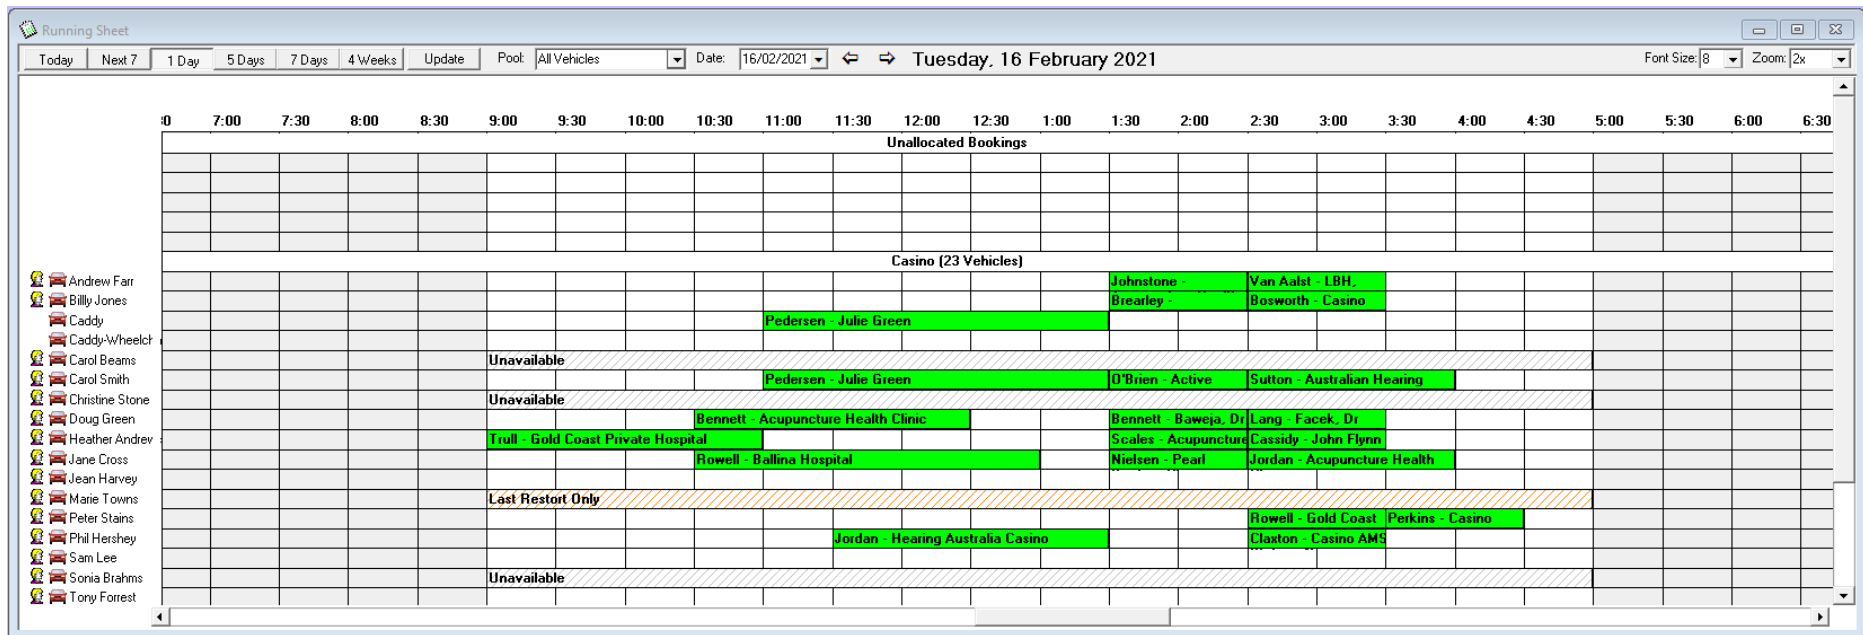 Running Sheet
Today Next 7 1 Day 5 Days 7 Days 4 Weeks Update Pool: All Vehicles Date: 16/02/2021 Tuesday, 16 February 2021 Font Size: 8 Zoom: 2x
7:00 7:30 8:00 8:30 9:00 9:30 10:00 10:30 11:00 11:30 12:00 12:30 1:00 1:30 2:00 2:30 3:00 3:30 4:00 4:30 5:00 5:30 6:00 6:30
Unallocated Bookings
Casino (23 Vehicles)
Andrew Farr Johnstone - Van Aalst - LBH,
Billy Jones Brearley - Bosworth - Casino
Caddy Pedersen - Julie Green
Caddy-Wheelch
Carol Beams Unavailable
Carol Smith Pedersen - Julie Green O'Brien - Active Sutton - Australian Hearing
Christine Stone Unavailable
Doug Green Bennett - Acupuncture Health Clinic Bennett - Baweja, Dr Lang - Facek, Dr
Heather Andrew Trull - Gold Coast Private Hospital Scales - Acupuncture Cassidy - John Flynn
Jane Cross Rowell - Ballina Hospital Nielsen - Pearl Jordan - Acupuncture Health
Jean Harvey
Marie Towns Last Restort Only
Peter Stains Rowell - Gold Coast Perkins - Casino
Phil Hershey Jordan - Hearing Australia Casino Claxton - Casino AMS
Sam Lee
Sonia Brahms Unavailable
Tony Forrest